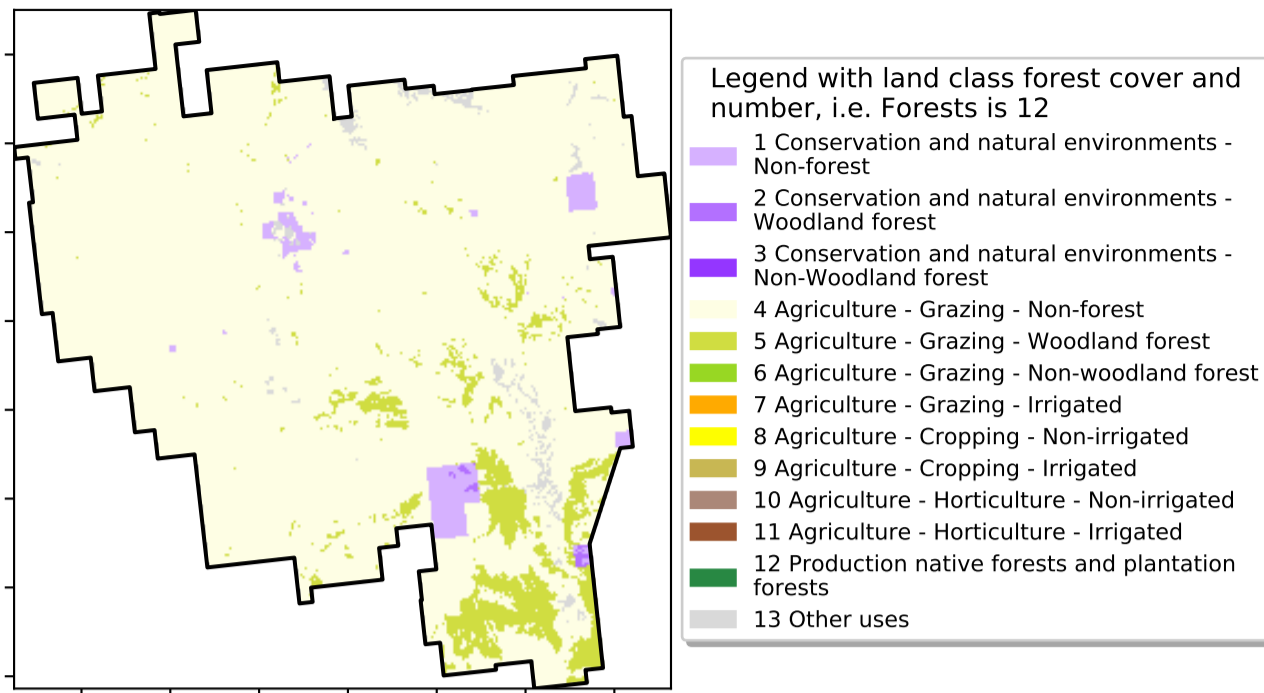 Legend with land class forest cover and
number, i.e. Forests is 12
1 Conservation and natural environments -
Non-forest
2 Conservation and natural environments -
Woodland forest
3 Conservation and natural environments -
Non-Woodland forest
4 Agriculture - Grazing - Non-forest
5 Agriculture - Grazing - Woodland forest
6 Agriculture - Grazing - Non-woodland forest
7 Agriculture - Grazing - Irrigated
8 Agriculture - Cropping - Non-irrigated
9 Agriculture - Cropping - Irrigated
10 Agriculture - Horticulture - Non-irrigated
11 Agriculture - Horticulture - Irrigated
12 Production native forests and plantation
forests
13 Other uses